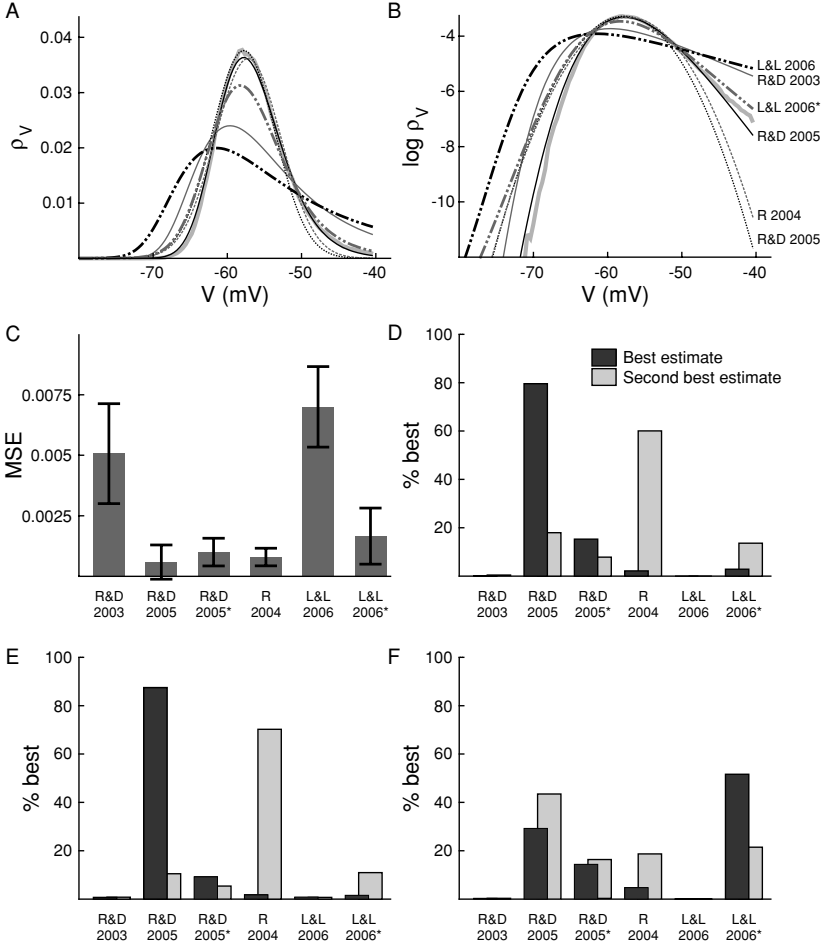 A
0.04
0.03
0.02
0.01
ρV
-70
-60
-50
-40
V (mV)
B
-4
-6
-8
-10
log ρV
-70
-60
-50
-40
V (mV)
L&L 2006
R&D 2003
L&L 2006*
R&D 2005
R 2004
R&D 2005
C
0.0075
0.005
0.0025
MSE
R&D 2003
R&D 2005
R&D 2005*
R 2004
L&L 2006
L&L 2006*
D
100
80
60
40
20
% best
Best estimate
Second best estimate
R&D 2003
R&D 2005
R&D 2005*
R 2004
L&L 2006
L&L 2006*
E
100
80
60
40
20
% best
R&D 2003
R&D 2005
R&D 2005*
R 2004
L&L 2006
L&L 2006*
F
100
80
60
40
20
% best
R&D 2003
R&D 2005
R&D 2005*
R 2004
L&L 2006
L&L 2006*